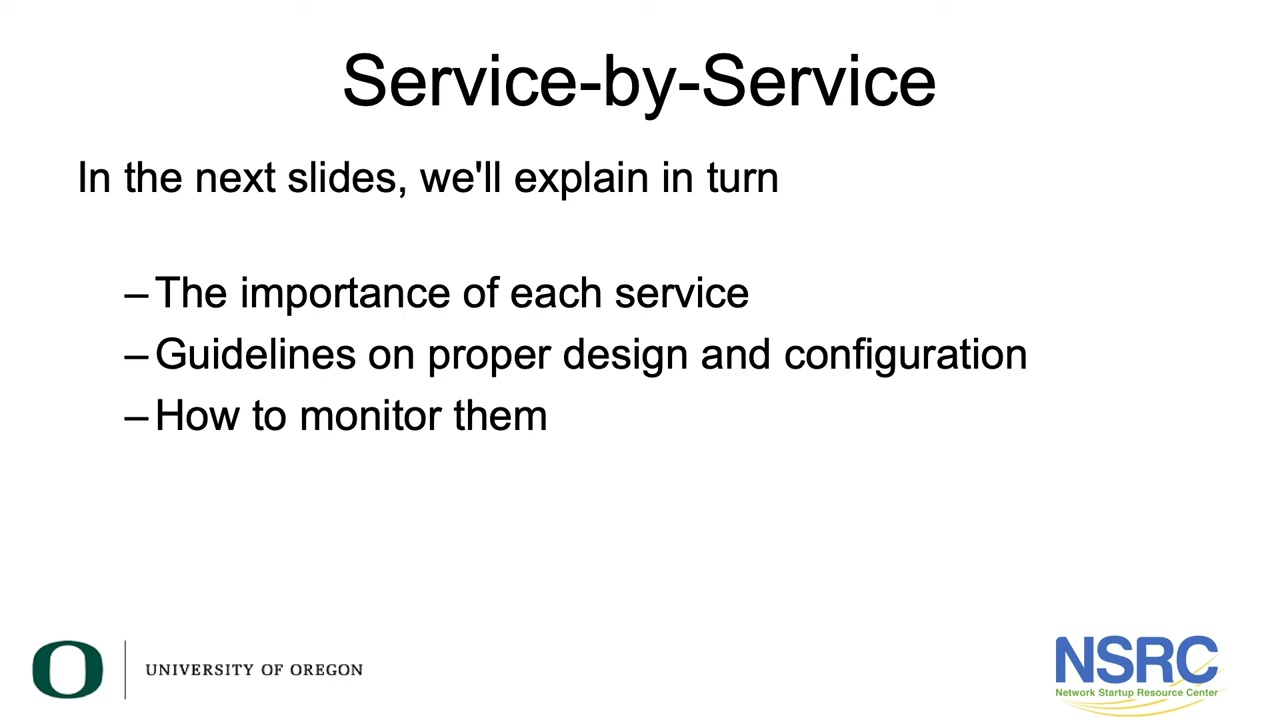 Service-by-Service
In the next slides, we'll explain in turn
– The importance of each service
– Guidelines on proper design and configuration
– How to monitor them
O
UNIVERSITY OF OREGON
NSRC
Network Startup Resource Center